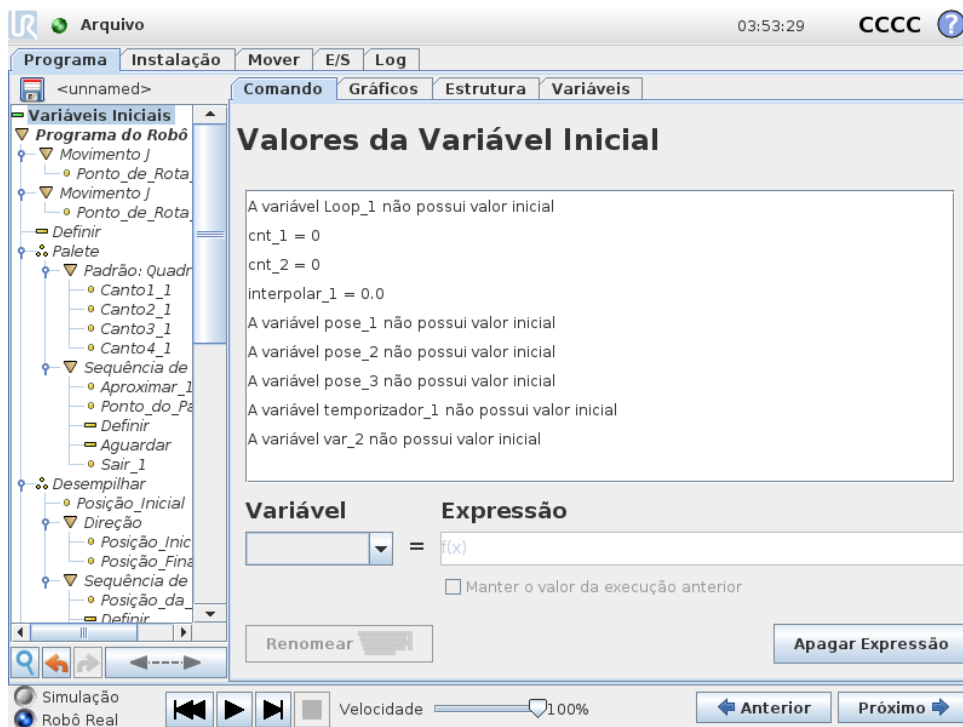 UR Arquivo 03:53:29 CCCC ?
Programa Instalação Mover E/S Log
<unnamed>
Comando Gráficos Estrutura Variáveis
Variáveis Iniciais
Programa do Robô
Movimento J
Ponto_de_Rota_
Movimento J
Ponto_de_Rota_
Definir
Palete
Padrão: Quadr
Canto1_1
Canto2_1
Canto3_1
Canto4_1
Sequência de
Aproximar_1
Ponto_do_Pa
Definir
Aguardar
Sair_1
Desempilhar
Posição_Inicial
Direção
Posição_Inic
Posição_Fina
Sequência de
Posição_da_
Definir
Valores da Variável Inicial
A variável Loop_1 não possui valor inicial
cnt_1 = 0
cnt_2 = 0
interpolar_1 = 0.0
A variável pose_1 não possui valor inicial
A variável pose_2 não possui valor inicial
A variável pose_3 não possui valor inicial
A variável temporizador_1 não possui valor inicial
A variável var_2 não possui valor inicial
Variável Expressão
= f(x)
Manter o valor da execução anterior
Renomear Apagar Expressão
Simulação
Robô Real
Velocidade 100% Anterior Próximo